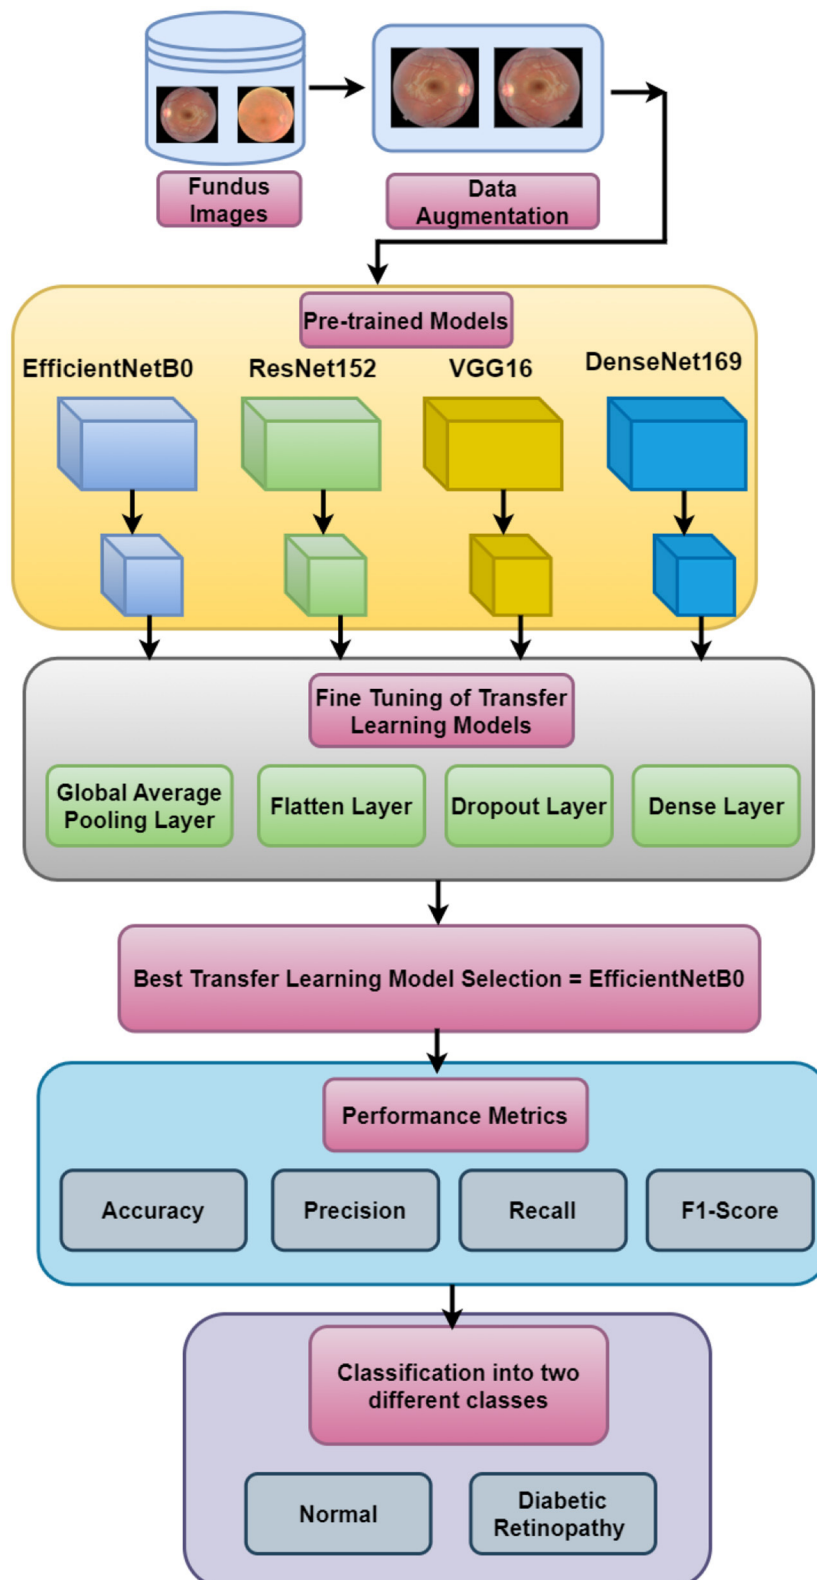 Fundus
Images
Data
Augmentation
Pre-trained Models
EfficientNetB0
ResNet152
VGG16
DenseNet169
Fine Tuning of Transfer
Learning Models
Global Average
Pooling Layer
Flatten Layer
Dropout Layer
Dense Layer
Best Transfer Learning Model Selection = EfficientNetB0
Performance Metrics
Accuracy
Precision
Recall
F1-Score
Classification into two
different classes
Normal
Diabetic
Retinopathy